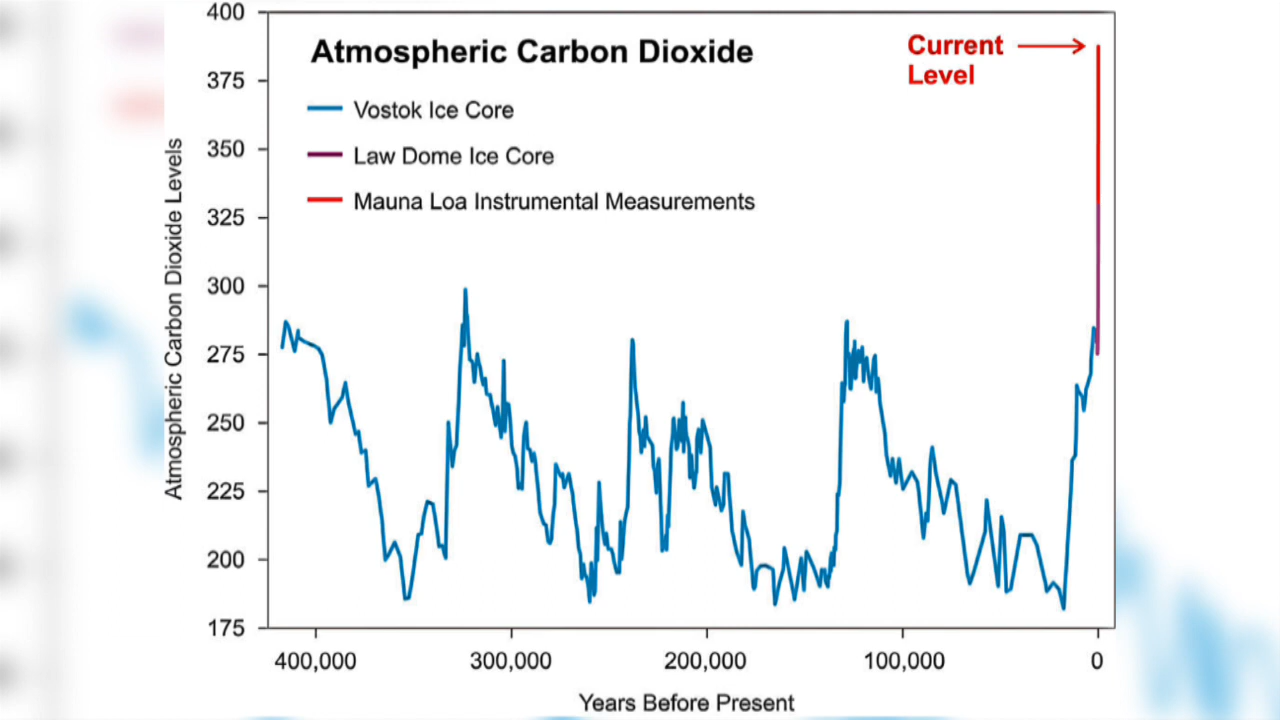 400
Atmospheric Carbon Dioxide
Current
Level
375
Vostok Ice Core
350
Law Dome Ice Core
Mauna Loa Instrumental Measurements
325
300
275
250
225
200
175
Atmospheric Carbon Dioxide Levels
400,000
300,000
200,000
100,000
0
Years Before Present